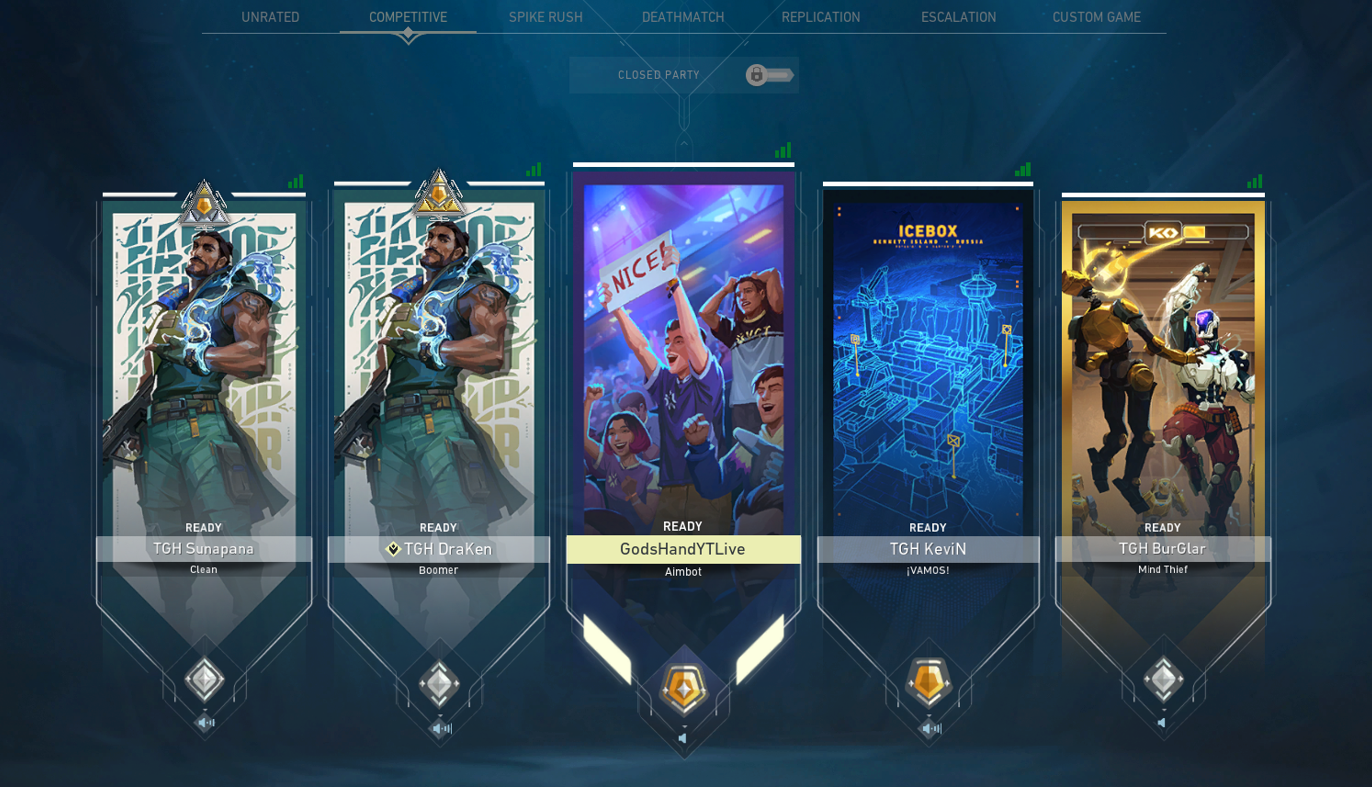 UNRATED
COMPETITIVE
SPIKE RUSH
DEATHMATCH
REPLICATION
ESCALATION
CUSTOM GAME
CLOSED PARTY
NICE!
ICEBOX
BENNETT ISLAND • RUSSIA
KO
READY
TGH Sunapana
Clean
READY
TGH DraKen
Boomer
READY
GodsHandYTLive
Aimbot
READY
TGH KeviN
¡VAMOS!
READY
TGH BurGlar
Mind Thief